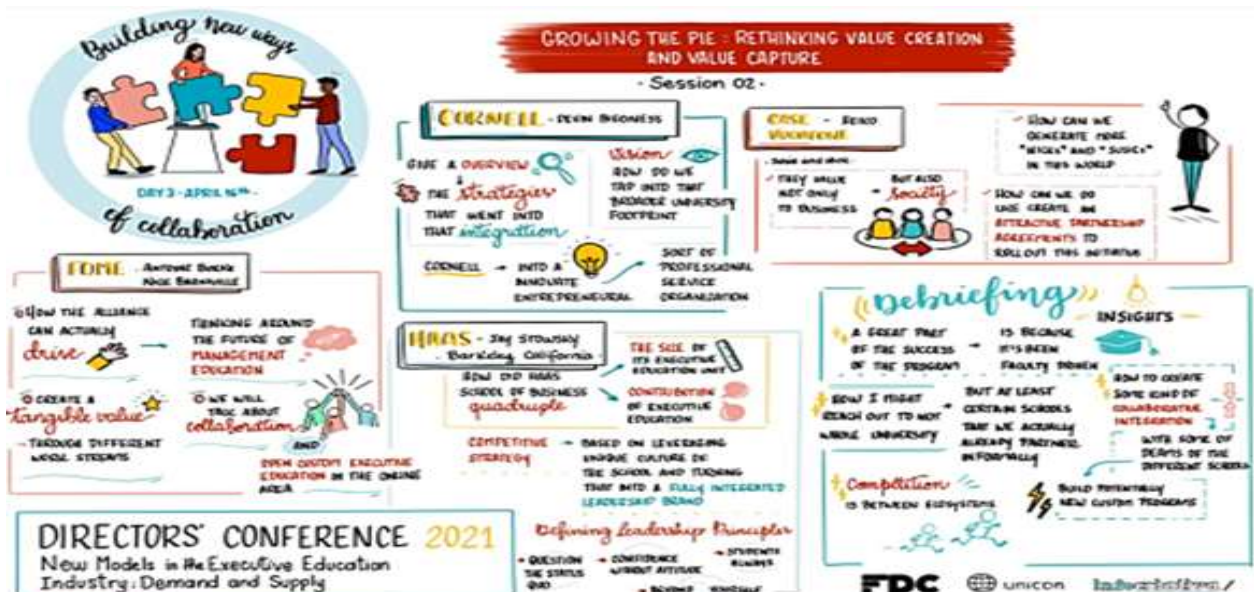 Building new ways
of collaboration
DAY 3 - APRIL 16th -
GROWING THE PIE : RETHINKING VALUE CREATION
AND VALUE CAPTURE
- Session 02 -
CORNELL -
GIVE A OVERVIEW
THE strategies
THAT WENT INTO
THAT integration
Vision
HOW DO WE
TAP INTO THAT
BROADER UNIVERSITY
FOOTPRINT
CORNELL → INTO A
INNOVATE
ENTREPRENEURAL
SORT OF
PROFESSIONAL
SERVICE
ORGANIZATION
CASE -
THEY VALUE
NOT ONLY
TO BUSINESS
BUT ALSO
society
HOW CAN WE
GENERATE MORE
"NICKS" AND "SUSIES"
IN THIS WORLD
HOW CAN WE DO
LIKE CREATE AN
ATTRACTIVE PARTNERSHIP
AGREEMENTS TO
ROLL OUT THIS INITIATIVE
FOME -
HOW THE ALLIANCE
CAN ACTUALLY
drive
THINKING AROUND
THE FUTURE OF
MANAGEMENT
EDUCATION
CREATE A
tangible value
- THROUGH DIFFERENT
WORK STREAMS
WE WILL
TALK ABOUT
collaboration
AND
OPEN CUSTOM EXECUTIVE
EDUCATION IN THE ONLINE
AREA
HAAS - Jay Stowsky
- California -
HOW DID HAAS
SCHOOL OF BUSINESS
quadruple
THE SIZE OF
ITS EXECUTIVE
EDUCATION UNIT
CONTRIBUTION
OF EXECUTIVE
EDUCATION
COMPETITIVE
STRATEGY
BASED ON LEVERAGING
UNIQUE CULTURE OF
THE SCHOOL AND TURNING
THAT INTO A FULLY INTEGRATED
LEADERSHIP BRAND
Defining Leadership Principles
QUESTION
THE STATUS
QUO
CONFIDENCE
WITHOUT ATTITUDE
STUDENTS
ALWAYS
BEYOND YOURSELF
Debriefing
INSIGHTS
A GREAT PART
OF THE SUCCESS
OF THE PROGRAM
IS BECAUSE
IT'S BEEN
FACULTY DRIVEN
HOW I MIGHT
REACH OUT TO NOT
WHOLE UNIVERSITY
BUT AT LEAST
CERTAIN SCHOOLS
THAT WE ACTUALLY
ALREADY PARTNER
INFORMALLY
HOW TO CREATE
SOME KIND OF
COLLABORATIVE
INTEGRATION
WITH SOME OF
DEANS OF THE
DIFFERENT SCHOOLS
Competition
IS BETWEEN ECOSYSTEMS
BUILD POTENTIALLY
NEW CUSTOM PROGRAMS
DIRECTORS' CONFERENCE 2021
New Models in the Executive Education
Industry: Demand and Supply
FDC
unicon